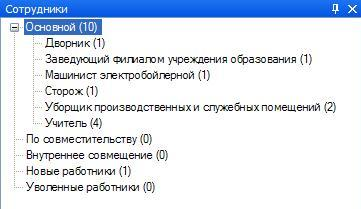 Сотрудники
Основной (10)
Дворник (1)
Заведующий филиалом учреждения образования (1)
Машинист электробойлерной (1)
Сторож (1)
Уборщик производственных и служебных помещений (2)
Учитель (4)
По совместительству (0)
Внутреннее совмещение (0)
Новые работники (1)
Уволенные работники (0)